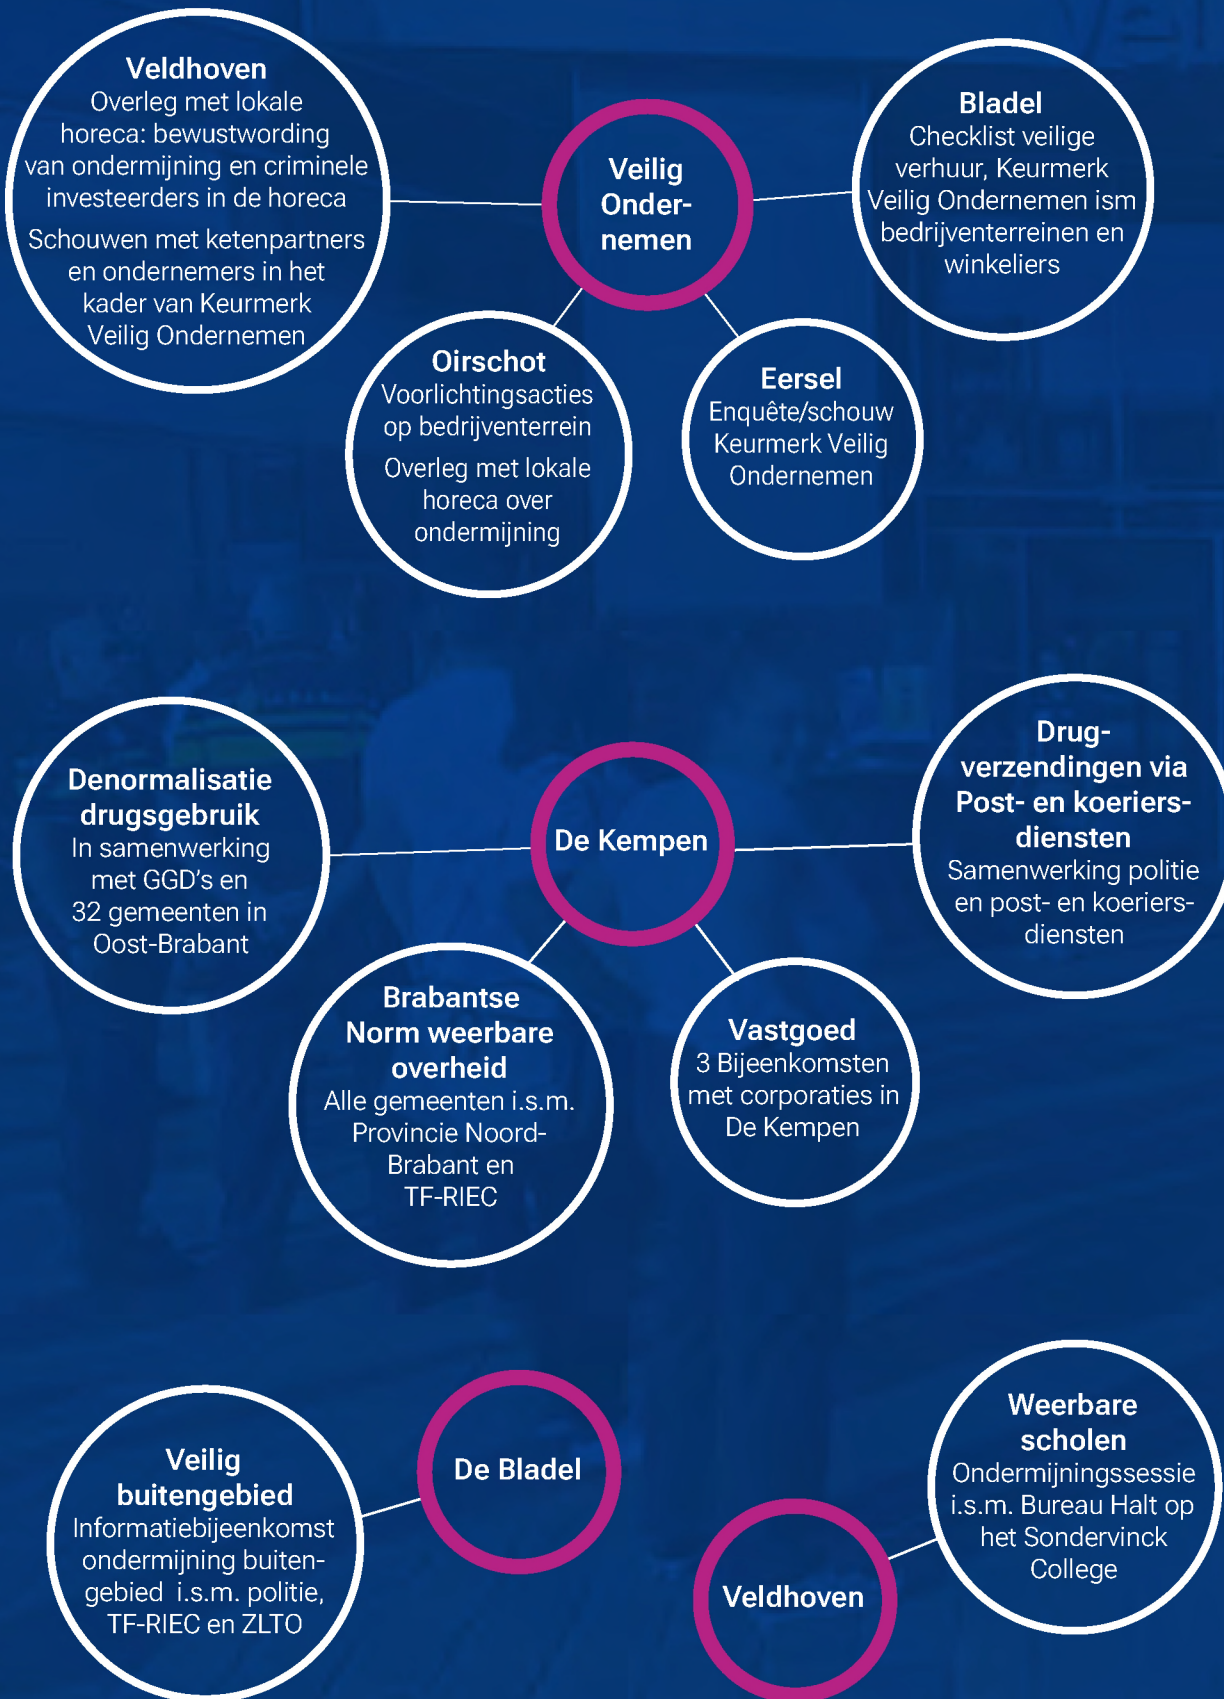 Veldhoven
Overleg met lokale
horeca: bewustwording
van ondermijning en criminele
investeerders in de horeca
Schouwen met ketenpartners
en ondernemers in het
kader van Keurmerk
Veilig Ondernemen
Veilig
Onder-
nemen
Bladel
Checklist veilige
verhuur, Keurmerk
Veilig Ondernemen ism
bedrijventerreinen en
winkeliers
Oirschot
Voorlichtingsacties
op bedrijventerrein
Overleg met lokale
horeca over
ondermijning
Eersel
Enquête/schouw
Keurmerk Veilig
Ondernemen
Denormalisatie
drugsgebruik
In samenwerking
met GGD's en
32 gemeenten in
Oost-Brabant
De Kempen
Drug-
verzendingen via
Post- en koeriers-
diensten
Samenwerking politie
en post- en koeriers-
diensten
Brabantse
Norm weerbare
overheid
Alle gemeenten i.s.m.
Provincie Noord-
Brabant en
TF-RIEC
Vastgoed
3 Bijeenkomsten
met corporaties in
De Kempen
Veilig
buitengebied
Informatiebijeenkomst
ondermijning buiten-
gebied i.s.m. politie,
TF-RIEC en ZLTO
De Bladel
Veldhoven
Weerbare
scholen
Ondermijningssessie
i.s.m. Bureau Halt op
het Sondervinck
College